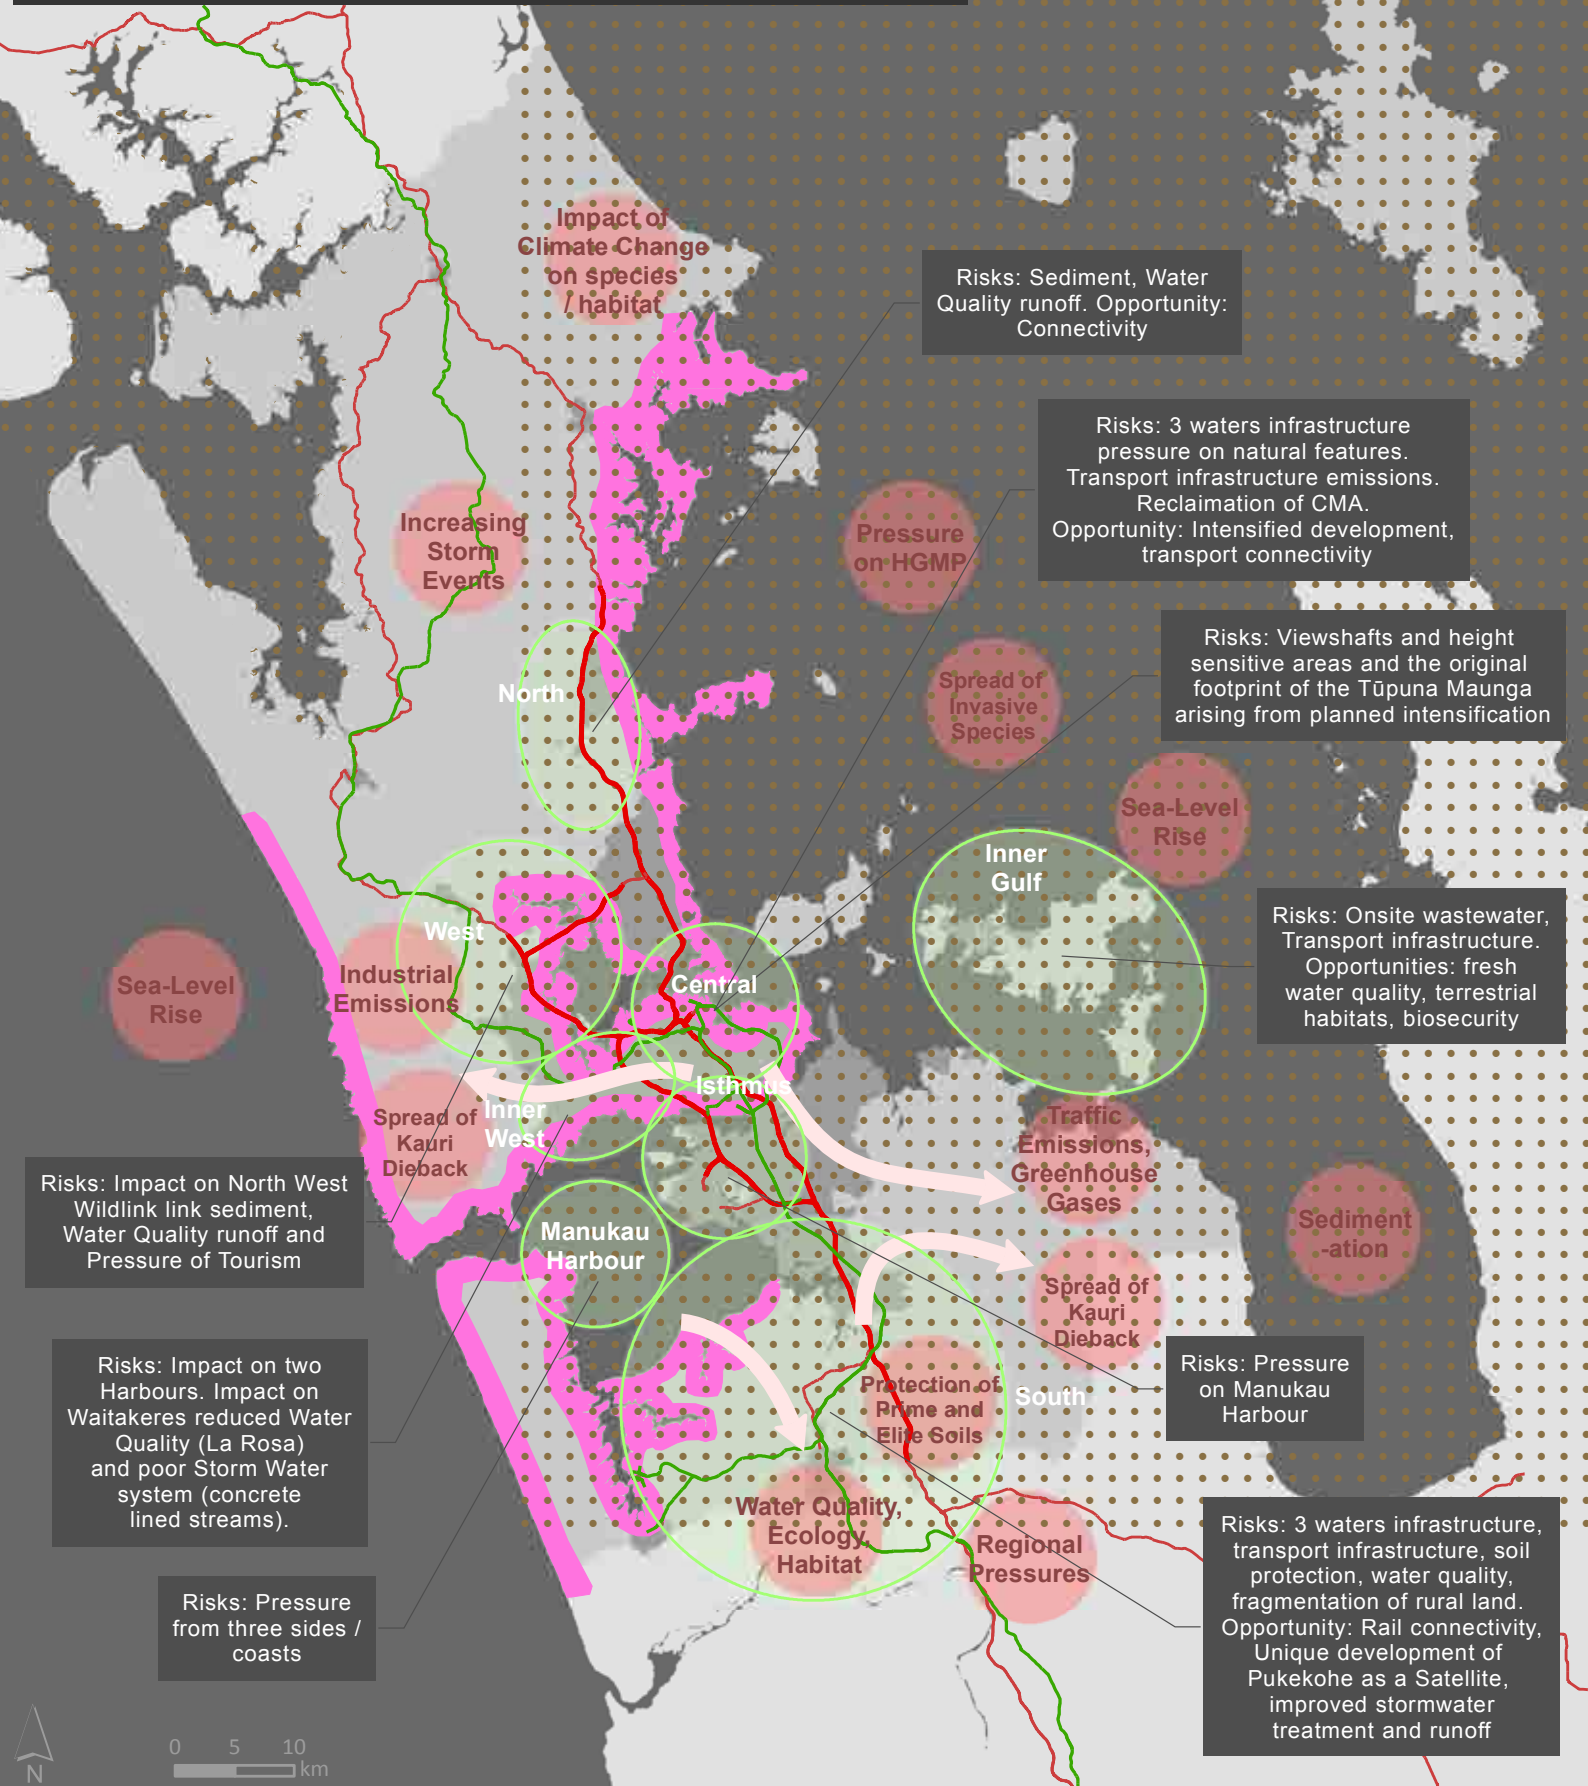 Impact of
Climate Change
on species
/ habitat
Risks: Sediment, Water
Quality runoff. Opportunity:
Connectivity
Risks: 3 waters infrastructure
pressure on natural features.
Transport infrastructure emissions.
Reclaimation of CMA.
Opportunity: Intensified development,
transport connectivity
Increasing
Storm
Events
Pressure
on HGMP
Risks: Viewshafts and height
sensitive areas and the original
footprint of the Tūpuna Maunga
arising from planned intensification
North
Spread of
Invasive
Species
Sea-Level
Rise
Inner
Gulf
Risks: Onsite wastewater,
Transport infrastructure.
Opportunities: fresh
water quality, terrestrial
habitats, biosecurity
West
Industrial
Emissions
Sea-Level
Rise
Central
Isthmus
Inner
West
Spread of
Kauri
Dieback
Traffic
Emissions,
Greenhouse
Gases
Risks: Impact on North West
Wildlink link sediment,
Water Quality runoff and
Pressure of Tourism
Manukau
Harbour
Sediment
-ation
Spread of
Kauri
Dieback
Risks: Impact on two
Harbours. Impact on
Waitakeres reduced Water
Quality (La Rosa)
and poor Storm Water
system (concrete
lined streams).
Risks: Pressure
on Manukau
Harbour
Protection of
Prime and
Elite Soils
South
Water Quality,
Ecology,
Habitat
Regional
Pressures
Risks: 3 waters infrastructure,
transport infrastructure, soil
protection, water quality,
fragmentation of rural land.
Opportunity: Rail connectivity,
Unique development of
Pukekohe as a Satellite,
improved stormwater
treatment and runoff
Risks: Pressure
from three sides /
coasts
N
0 5 10
km